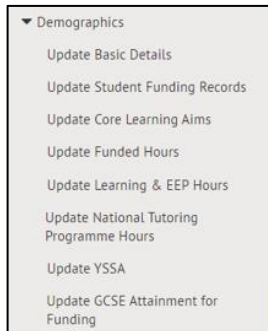 Demographics
Update Basic Details
Update Student Funding Records
Update Core Learning Aims
Update Funded Hours
Update Learning & EEP Hours
Update National Tutoring
Programme Hours
Update YSSA
Update GCSE Attainment for
Funding